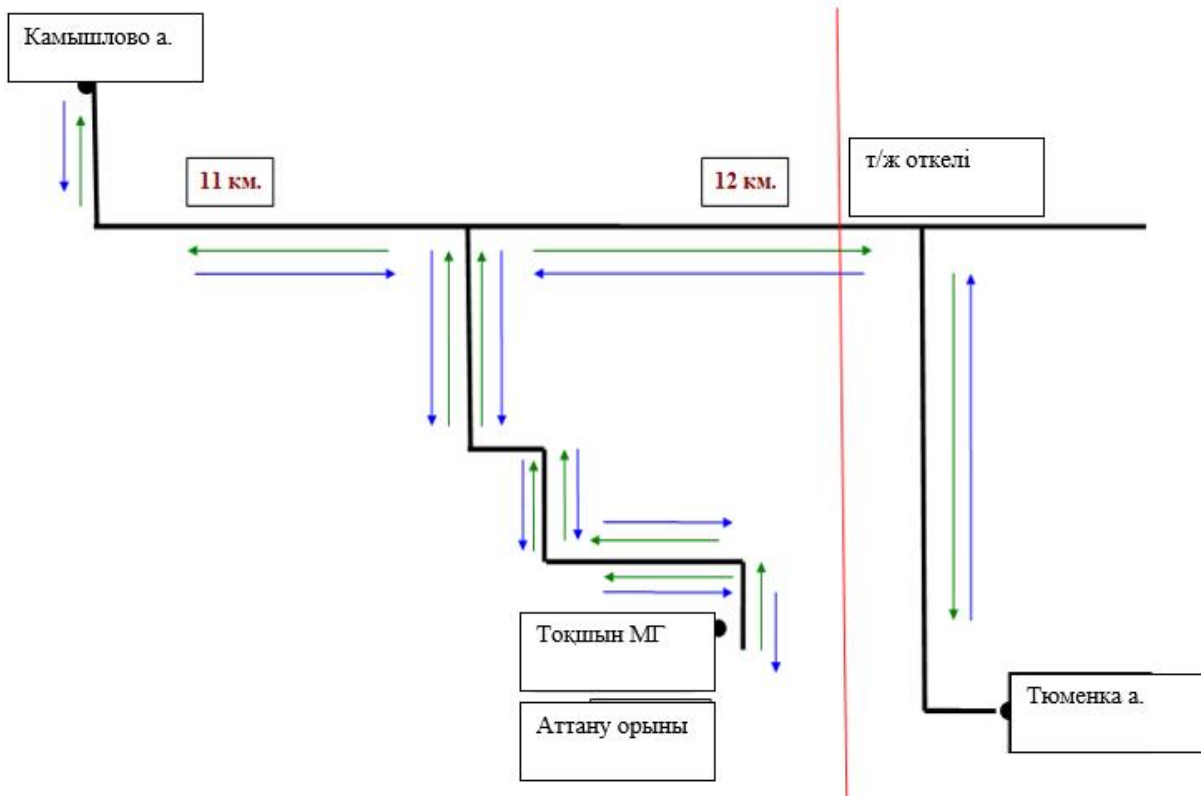 Камышлово а.
11 км.
12 км.
т/ж откелі
Тоқшын МГ
Аттану орыны
Тюменка а.